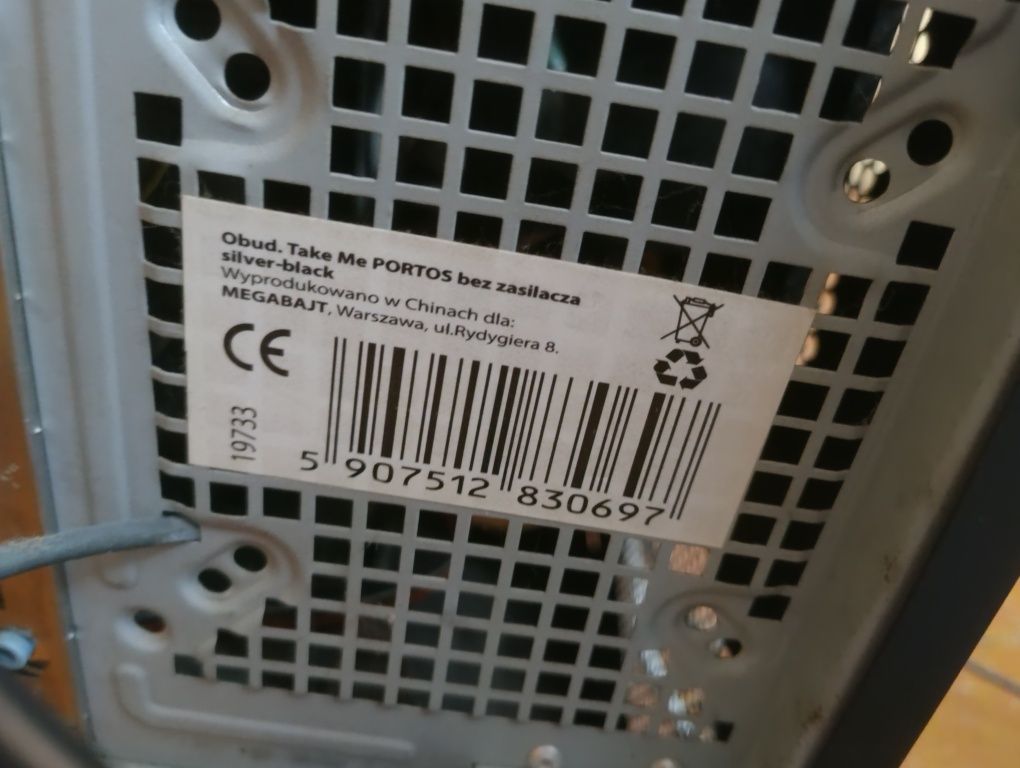 Obud. Take Me PORTOS bez zasilacza
silver-black
Wyprodukowano w Chinach dla:
MEGABAJT, Warszawa, ul.Rydygiera 8.
CE
19733
5 907512 830697